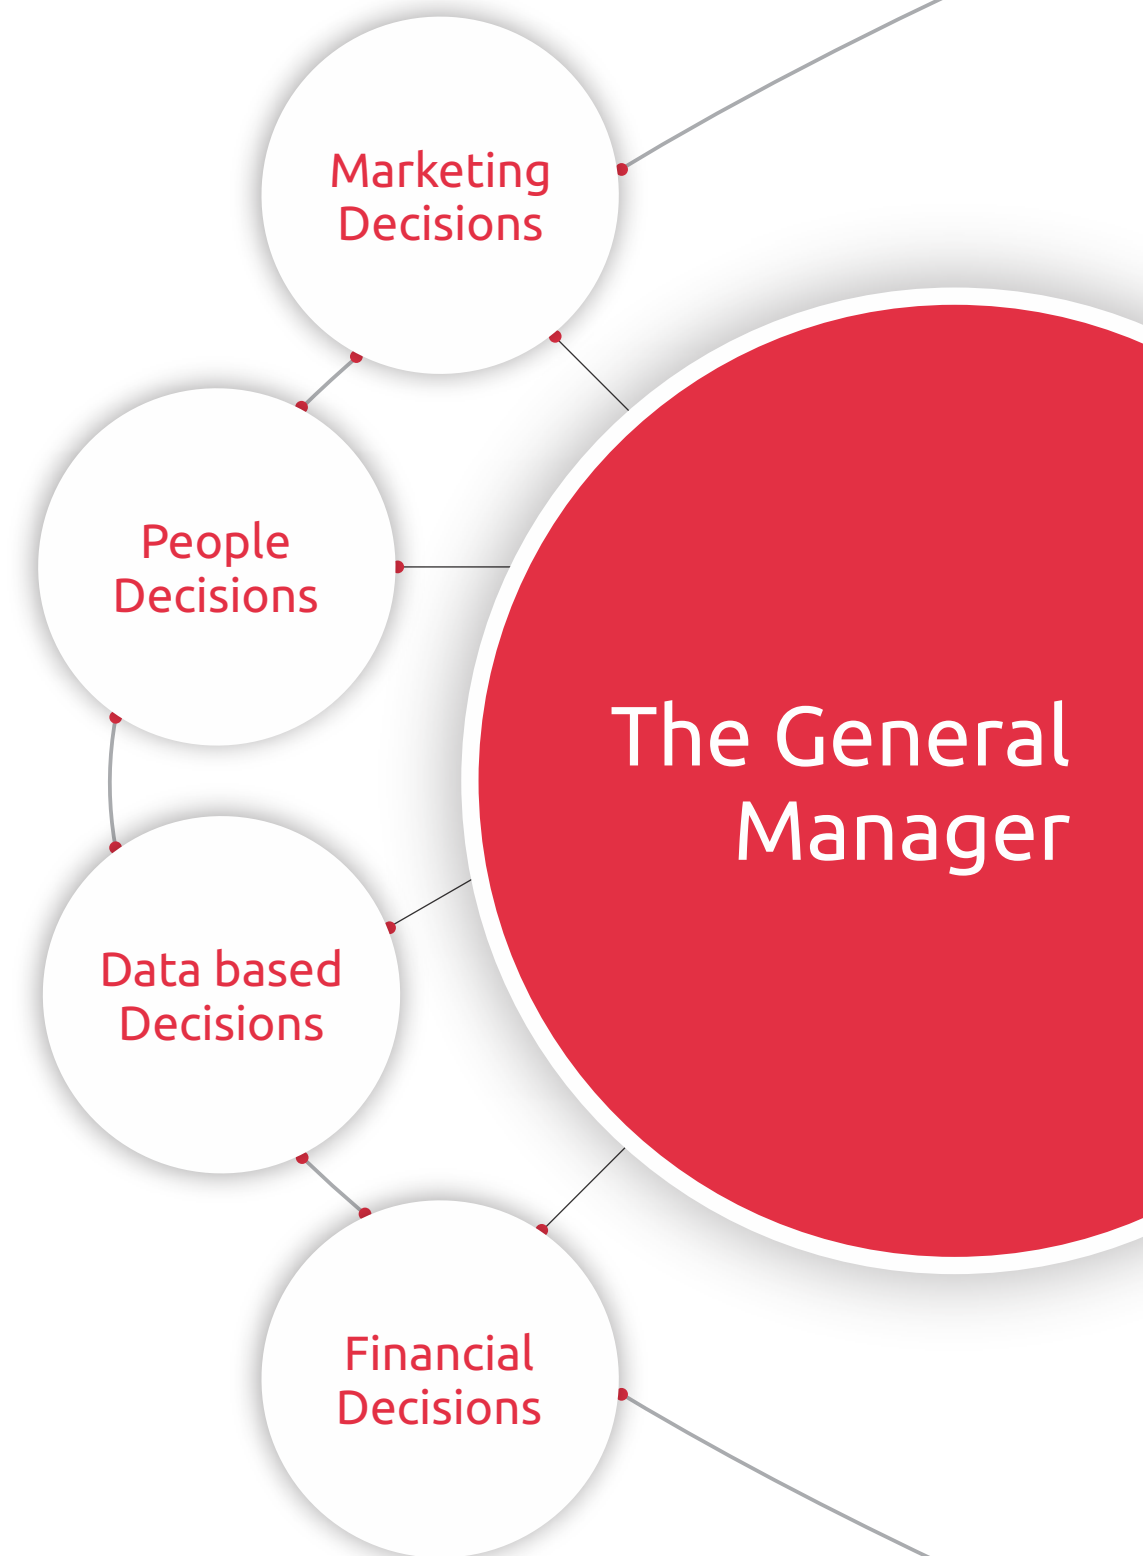 Marketing
Decisions
People
Decisions
The General
Manager
Data based
Decisions
Financial
Decisions